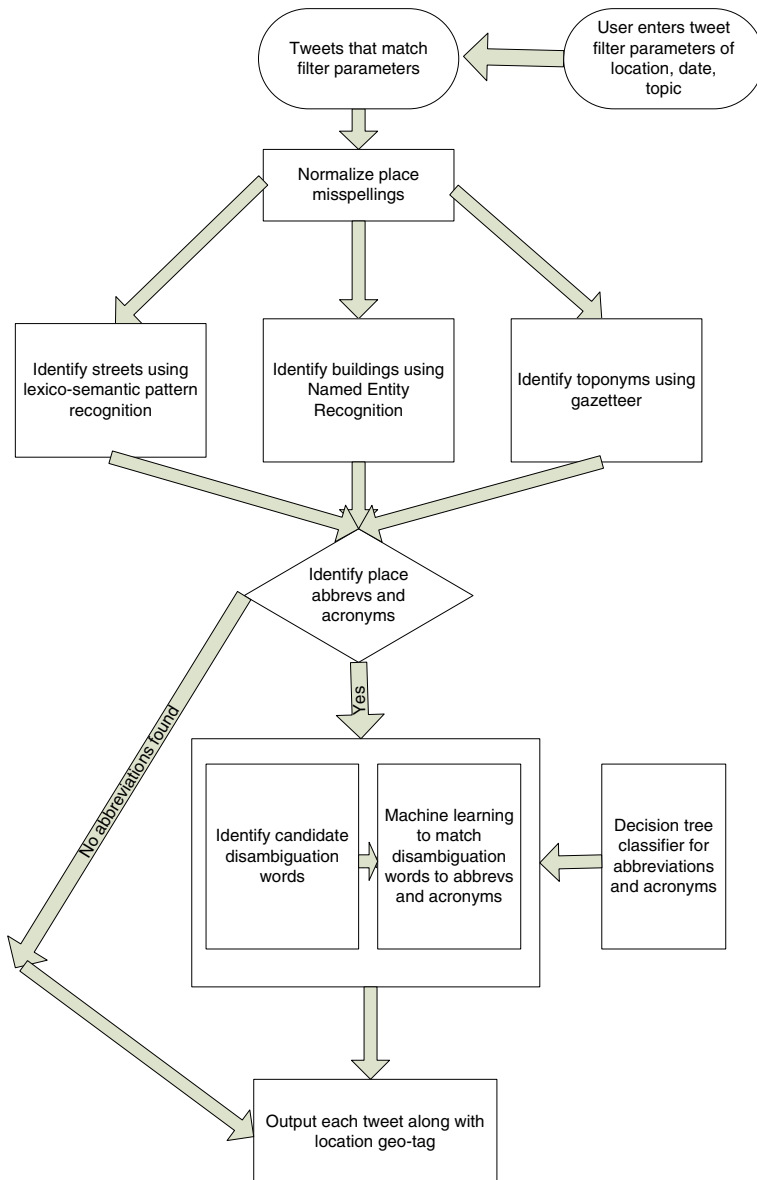 Tweets that match
filter parameters
User enters tweet
filter parameters of
location, date,
topic
Normalize place
misspellings
Identify streets using
lexico-semantic pattern
recognition
Identify buildings using
Named Entity
Recognition
Identify toponyms using
gazetteer
Identify place
abbrevs and
acronyms
Yes
No abbreviations found
Identify candidate
disambiguation
words
Machine learning
to match
disambiguation
words to abbrevs
and acronyms
Decision tree
classifier for
abbreviations
and acronyms
Output each tweet along with
location geo-tag